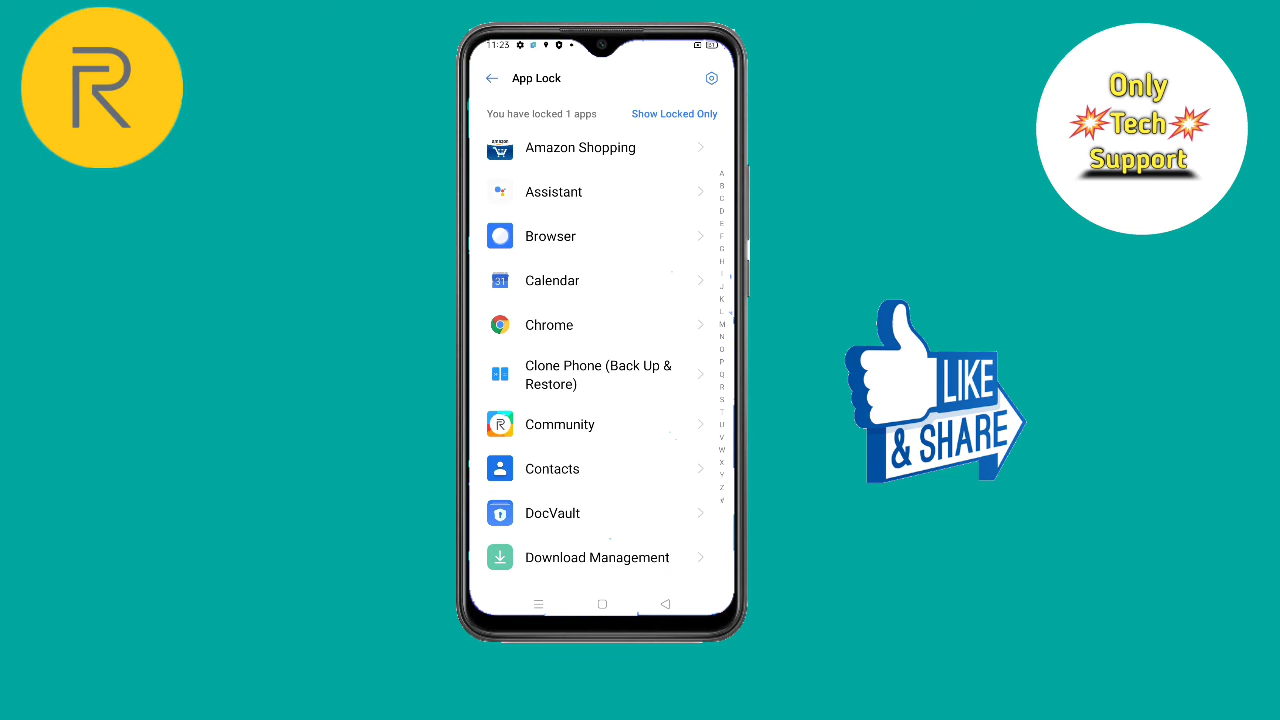 R
Only
Tech
Support
11:23
App Lock
You have locked 1 apps
Show Locked Only
Amazon Shopping
Assistant
Browser
31
Calendar
Chrome
Clone Phone (Back Up &
Restore)
R
Community
Contacts
DocVault
Download Management
A
B
C
D
E
F
G
H
I
J
K
L
M
N
O
P
Q
R
S
T
U
V
W
X
Y
Z
#
LIKE
& SHARE